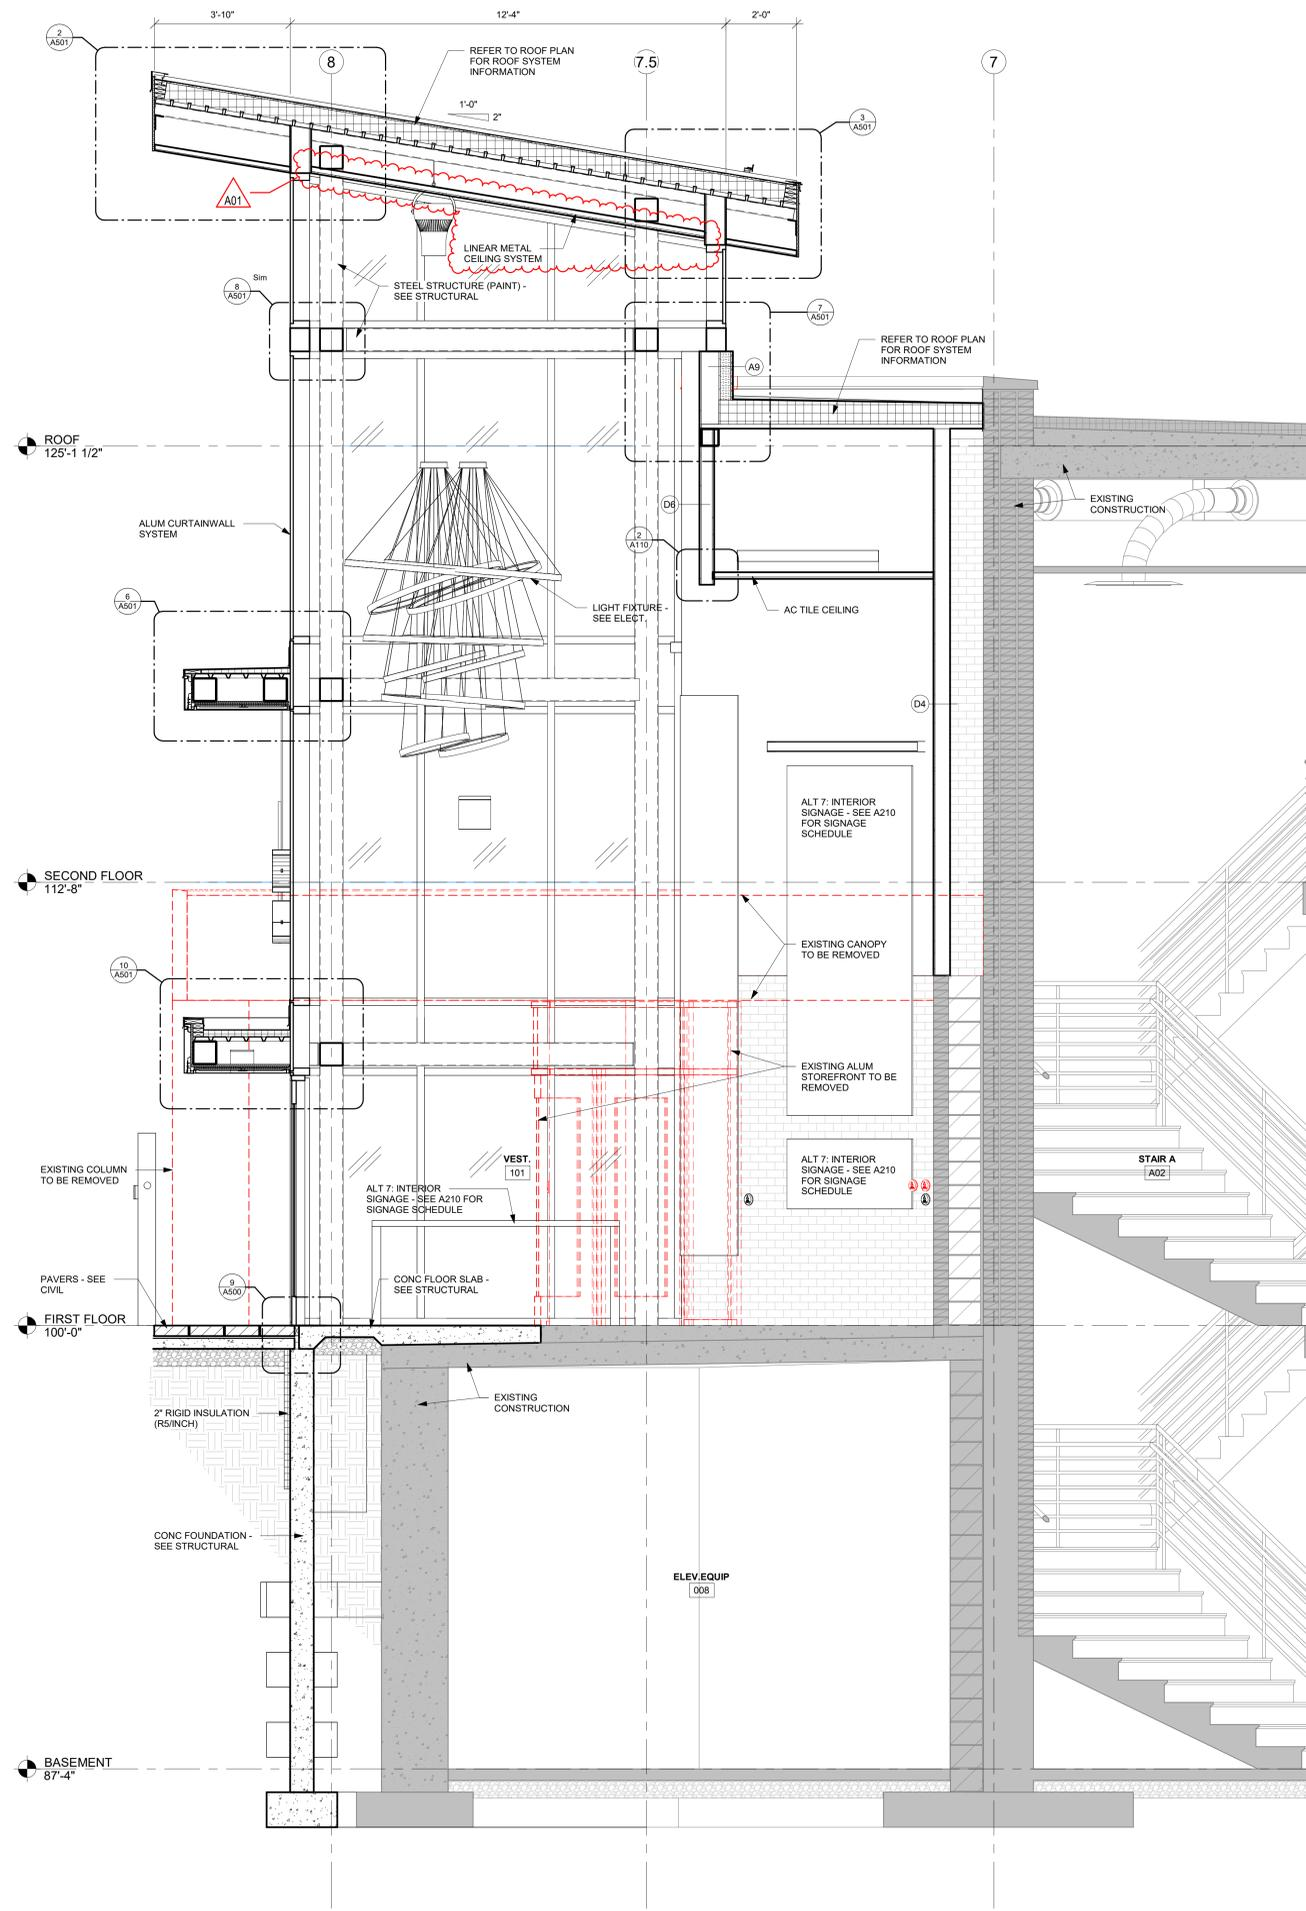 3'-10"
12'-4"
2'-0"
2
A501
8
7.5
7
REFER TO ROOF PLAN
FOR ROOF SYSTEM
INFORMATION
1'-0"
2"
3
A501
A01
LINEAR METAL
CEILING SYSTEM
8
A501
Sim
STEEL STRUCTURE (PAINT) -
SEE STRUCTURAL
7
A501
REFER TO ROOF PLAN
FOR ROOF SYSTEM
INFORMATION
A9
ROOF
125'-1 1/2"
EXISTING
CONSTRUCTION
D6
ALUM CURTAINWALL
SYSTEM
2
A110
6
A501
LIGHT FIXTURE -
SEE ELECT.
AC TILE CEILING
D4
ALT 7: INTERIOR
SIGNAGE - SEE A210
FOR SIGNAGE
SCHEDULE
SECOND FLOOR
112'-8"
EXISTING CANOPY
TO BE REMOVED
10
A501
EXISTING ALUM
STOREFRONT TO BE
REMOVED
EXISTING COLUMN
TO BE REMOVED
VEST.
101
ALT 7: INTERIOR
SIGNAGE - SEE A210
FOR SIGNAGE
SCHEDULE
STAIR A
A02
ALT 7: INTERIOR
SIGNAGE - SEE A210 FOR
SIGNAGE SCHEDULE
PAVERS - SEE
CIVIL
9
A500
CONC FLOOR SLAB -
SEE STRUCTURAL
FIRST FLOOR
100'-0"
EXISTING
CONSTRUCTION
2" RIGID INSULATION
(R5/INCH)
CONC FOUNDATION -
SEE STRUCTURAL
ELEV.EQUIP
008
BASEMENT
87'-4"